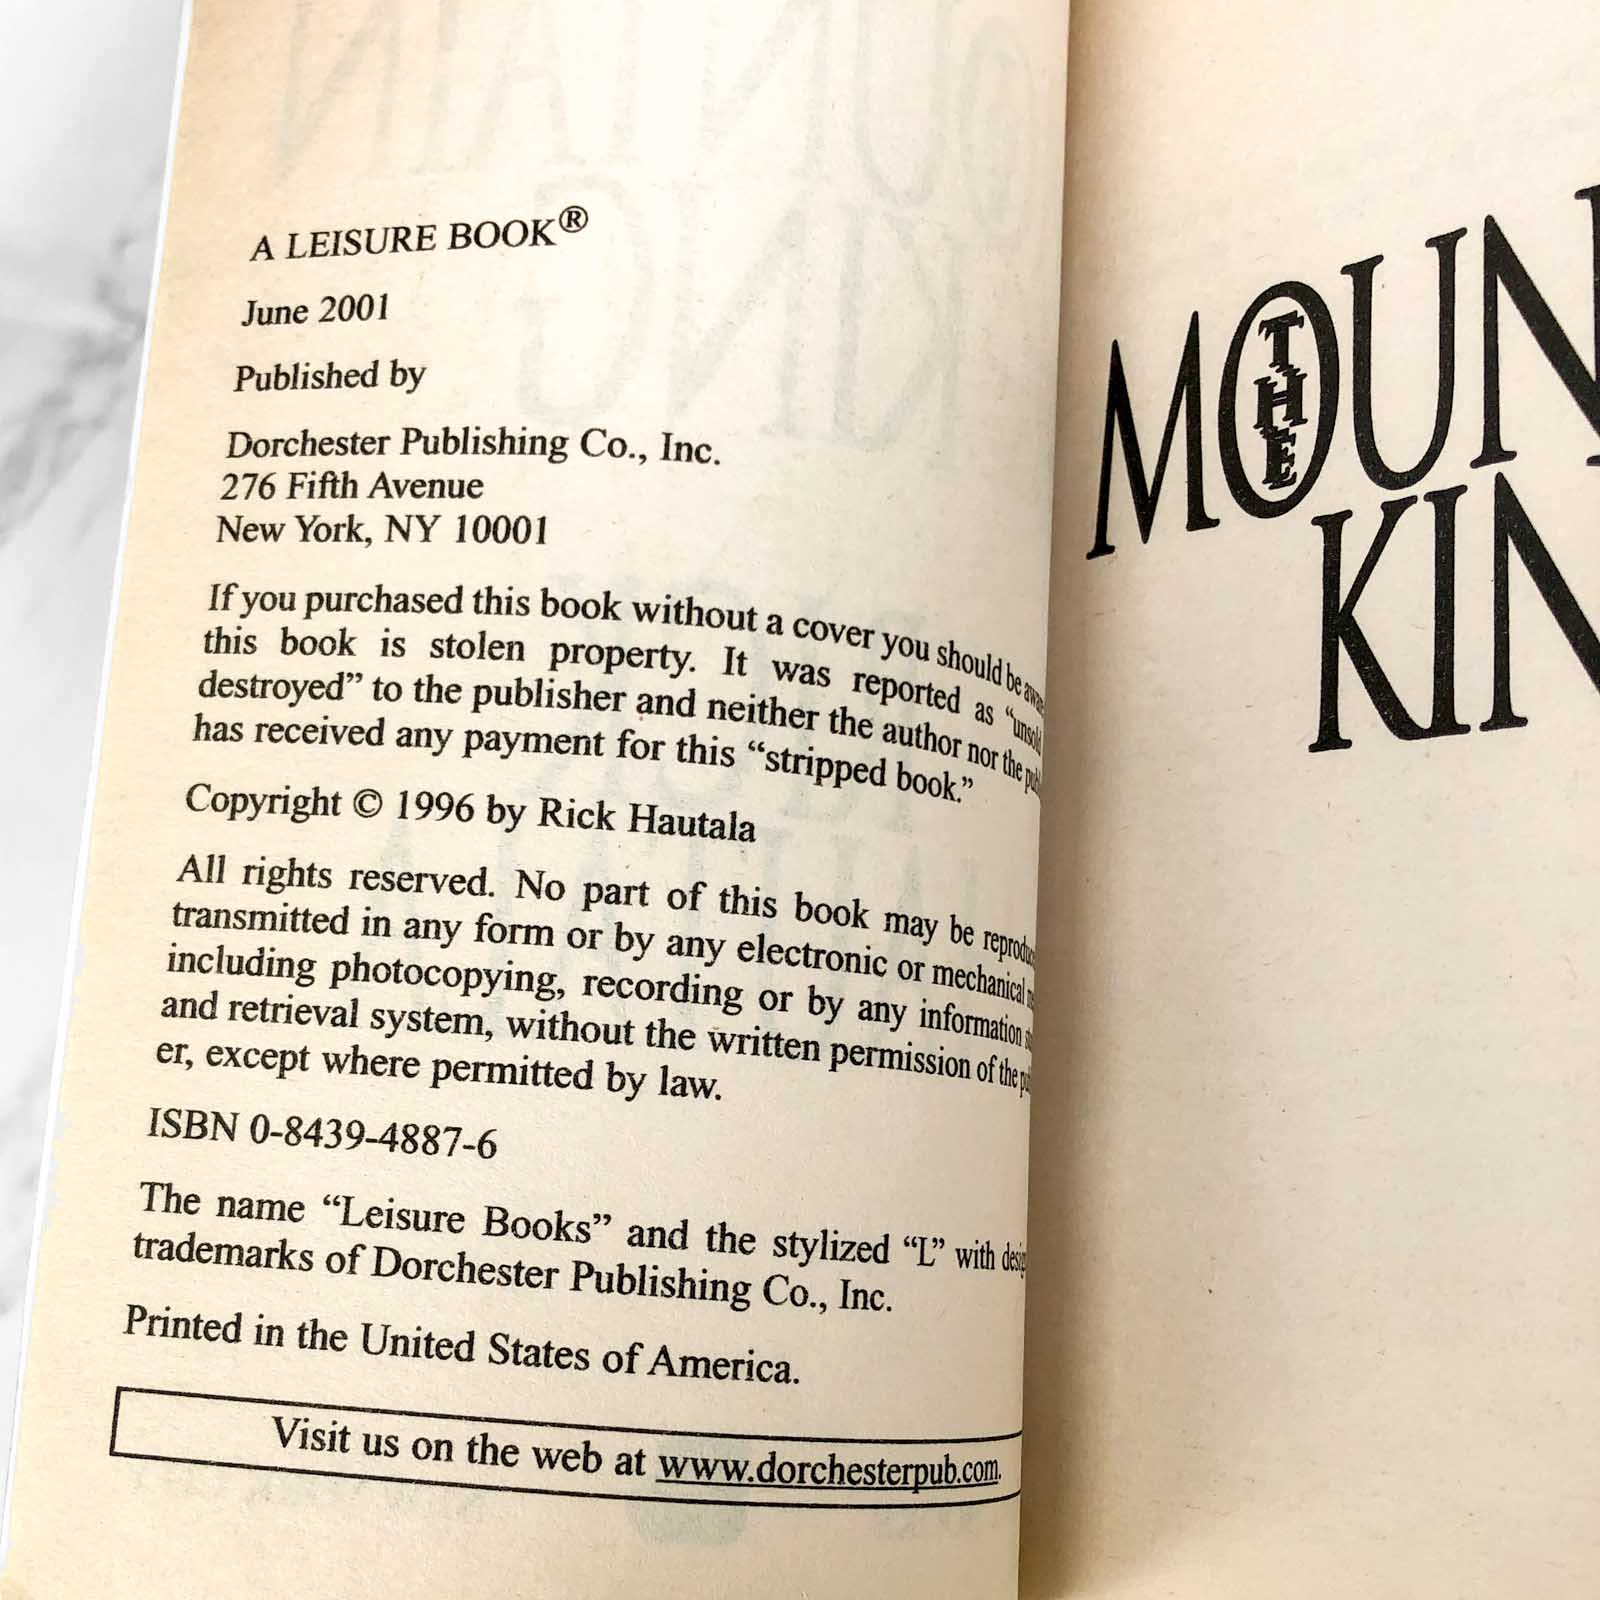 A LEISURE BOOK®
June 2001
Published by
Dorchester Publishing Co., Inc.
276 Fifth Avenue
New York, NY 10001
If you purchased this book without a cover you should be
this book is stolen property. It was reported as “unsold
destroyed” to the publisher and neither the author nor the
has received any payment for this “stripped book.”
Copyright © 1996 by Rick Hautala
All rights reserved. No part of this book may be
transmitted in any form or by any electronic or mechanical
including photocopying, recording or by any information
and retrieval system, without the written permission of the
er, except where permitted by law.
ISBN 0-8439-4887-6
The name “Leisure Books” and the stylized “L” with
trademarks of Dorchester Publishing Co., Inc.
Printed in the United States of America.
Visit us on the web at www.dorchesterpub.com.
THE
MOUN
KIN